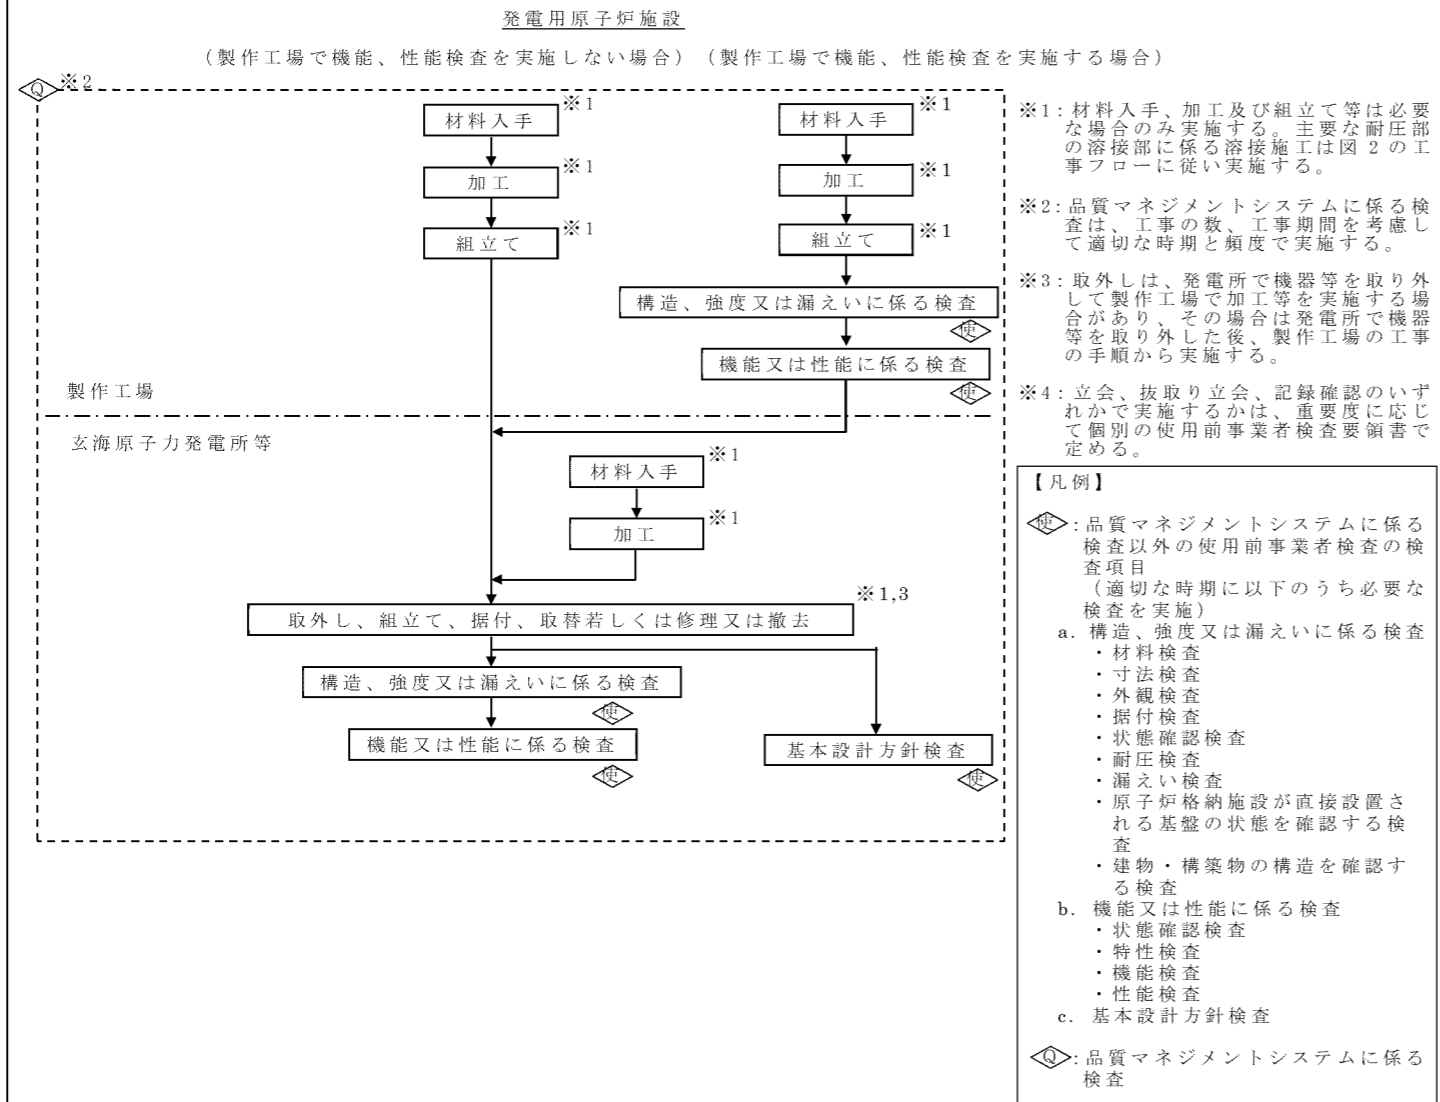 発電用原子炉施設
（製作工場で機能、性能検査を実施しない場合）（製作工場で機能、性能検査を実施する場合）
Q ※2
材料入手 ※1
加工 ※1
組立て ※1
材料入手 ※1
加工 ※1
組立て ※1
構造、強度又は漏えいに係る検査
使
機能又は性能に係る検査
使
製作工場
玄海原子力発電所等
材料入手 ※1
加工 ※1
取外し、組立て、据付、取替若しくは修理又は撤去 ※1,3
構造、強度又は漏えいに係る検査
使
機能又は性能に係る検査
使
基本設計方針検査
使
※1：材料入手、加工及び組立て等は必要
な場合のみ実施する。主要な耐圧部
の溶接部に係る溶接施工は図2の工
事フローに従い実施する。
※2：品質マネジメントシステムに係る検
査は、工事の数、工事期間を考慮し
て適切な時期と頻度で実施する。
※3：取外しは、発電所で機器等を取り外
して製作工場で加工等を実施する場
合があり、その場合は発電所で機器
等を取り外した後、製作工場の工事
の手順から実施する。
※4：立会、抜取り立会、記録確認のいず
れかで実施するかは、重要度に応じ
て個別の使用前事業者検査要領書で
定める。
【凡例】
使：品質マネジメントシステムに係る
検査以外の使用前事業者検査の検
査項目
（適切な時期に以下のうち必要な
検査を実施）
a. 構造、強度又は漏えいに係る検査
・材料検査
・寸法検査
・外観検査
・据付検査
・状態確認検査
・耐圧検査
・漏えい検査
・原子炉格納施設が直接設置さ
れる基盤の状態を確認する検
査
・建物・構築物の構造を確認す
る検査
b. 機能又は性能に係る検査
・状態確認検査
・特性検査
・機能検査
・性能検査
c. 基本設計方針検査
Q：品質マネジメントシステムに係る
検査